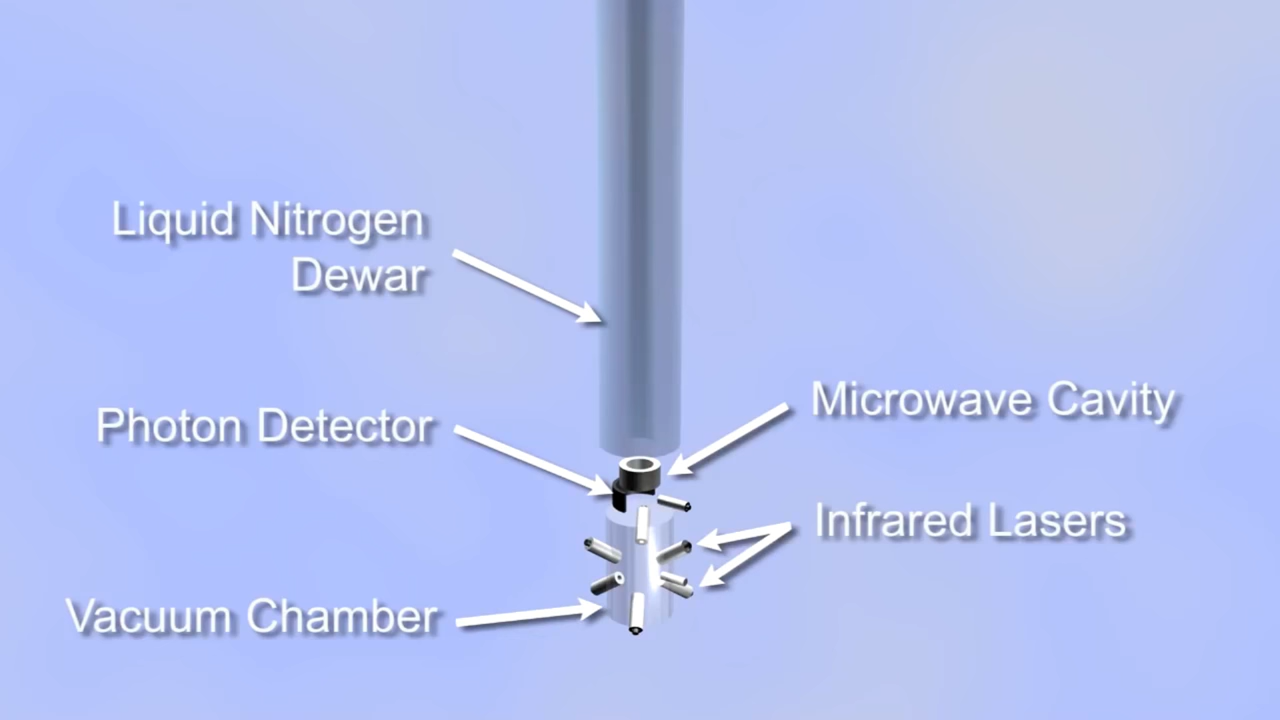 Liquid Nitrogen
Dewar
Microwave Cavity
Photon Detector
Infrared Lasers
Vacuum Chamber